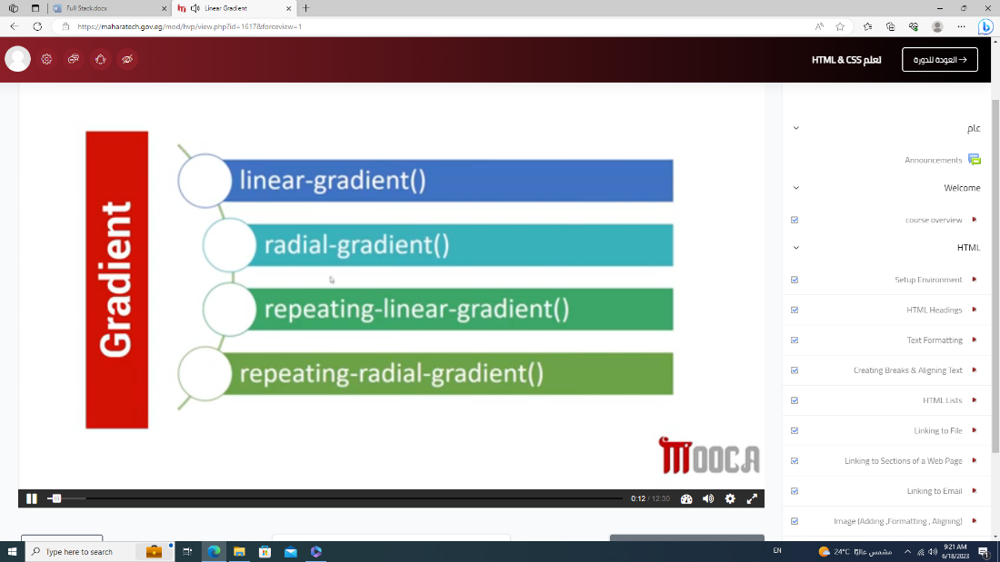 Full Stack.docx
Linear Gradient
https://maharatech.gov.eg/mod/hvp/view.php?id=16178&forceview=1
تعلم HTML & CSS
العودة للدورة
Gradient
linear-gradient()
radial-gradient()
repeating-linear-gradient()
repeating-radial-gradient()
MOOCA
0:12 / 12:30
عام
Announcements
Welcome
course overview
HTML
Setup Environment
HTML Headings
Text Formatting
Creating Breaks & Aligning Text
HTML Lists
Linking to File
Linking to Sections of a Web Page
Linking to Email
Image (Adding ,Formatting , Aligning)
Type here to search
EN
24°C
مشمس غالبًا
9:21 AM
6/18/2023